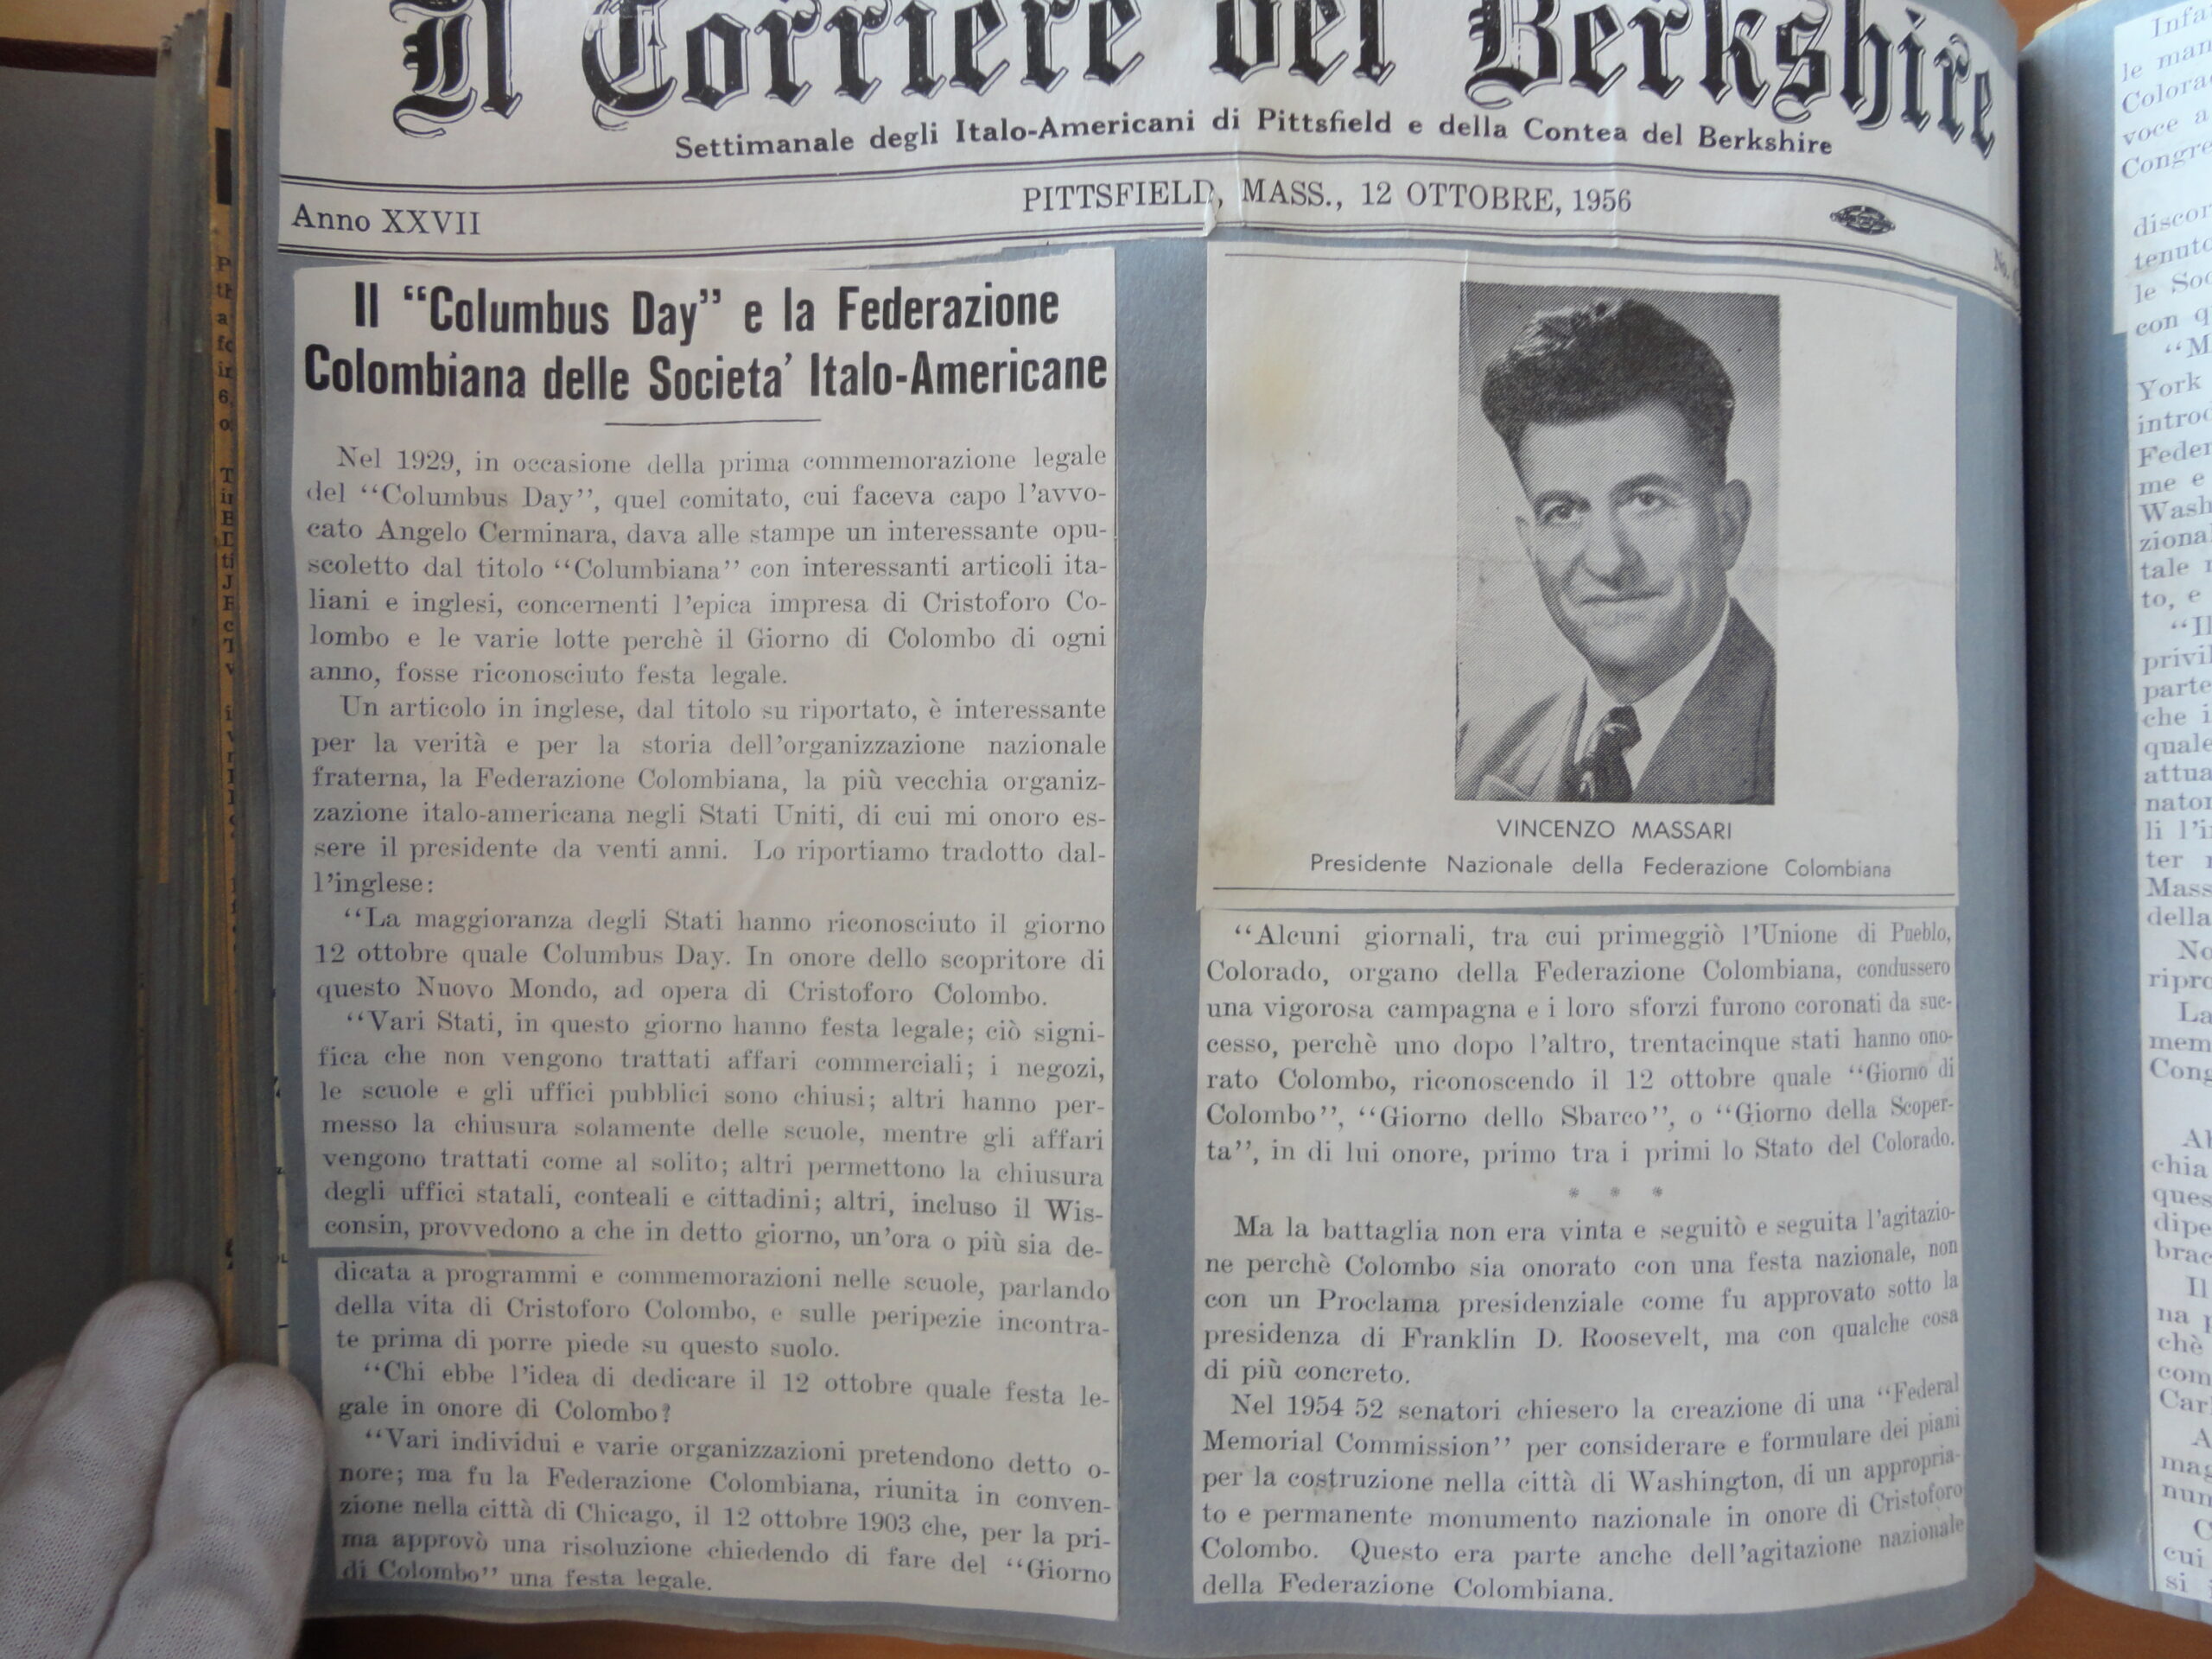 Il Corriere del Berkshire
Settimanale degli Italo-Americani di Pittsfield e della Contea del Berkshire
Anno XXVII
PITTSFIELD, MASS., 12 OTTOBRE, 1956
No.
Il “Columbus Day” e la Federazione
Colombiana delle Societa' Italo-Americane
Nel 1929, in occasione della prima commemorazione legale
del “Columbus Day”, quel comitato, cui faceva capo l'avvo-
cato Angelo Cerminara, dava alle stampe un interessante opu-
scoletto dal titolo “Columbiana” con interessanti articoli ita-
liani e inglesi, concernenti l'epica impresa di Cristoforo Co-
lombo e le varie lotte perchè il Giorno di Colombo di ogni
anno, fosse riconosciuto festa legale.
Un articolo in inglese, dal titolo su riportato, è interessante
per la verità e per la storia dell'organizzazione nazionale
fraterna, la Federazione Colombiana, la più vecchia organiz-
zazione italo-americana negli Stati Uniti, di cui mi onoro es-
sere il presidente da venti anni. Lo riportiamo tradotto dal-
l'inglese:
“La maggioranza degli Stati hanno riconosciuto il giorno
12 ottobre quale Columbus Day. In onore dello scopritore di
questo Nuovo Mondo, ad opera di Cristoforo Colombo.
“Vari Stati, in questo giorno hanno festa legale; ciò signi-
fica che non vengono trattati affari commerciali; i negozi,
le scuole e gli uffici pubblici sono chiusi; altri hanno per-
messo la chiusura solamente delle scuole, mentre gli affari
vengono trattati come al solito; altri permettono la chiusura
degli uffici statali, conteali e cittadini; altri, incluso il Wis-
consin, provvedono a che in detto giorno, un'ora o più sia de-
dicata a programmi e commemorazioni nelle scuole, parlando
della vita di Cristoforo Colombo, e sulle peripezie incontra-
te prima di porre piede su questo suolo.
“Chi ebbe l'idea di dedicare il 12 ottobre quale festa le-
gale in onore di Colombo?
“Vari individui e varie organizzazioni pretendono detto o-
nore; ma fu la Federazione Colombiana, riunita in conven-
zione nella città di Chicago, il 12 ottobre 1903 che, per la pri-
ma approvò una risoluzione chiedendo di fare del “Giorno
di Colombo” una festa legale.
VINCENZO MASSARI
Presidente Nazionale della Federazione Colombiana
“Alcuni giornali, tra cui primeggiò l'Unione di Pueblo,
Colorado, organo della Federazione Colombiana, condussero
una vigorosa campagna e i loro sforzi furono coronati da suc-
cesso, perchè uno dopo l'altro, trentacinque stati hanno ono-
rato Colombo, riconoscendo il 12 ottobre quale “Giorno di
Colombo”, “Giorno dello Sbarco”, o “Giorno della Scoper-
ta”, in di lui onore, primo tra i primi lo Stato del Colorado.
* * *
Ma la battaglia non era vinta e seguitò e seguita l'agitazio-
ne perchè Colombo sia onorato con una festa nazionale, non
con un Proclama presidenziale come fu approvato sotto la
presidenza di Franklin D. Roosevelt, ma con qualche cosa
di più concreto.
Nel 1954 52 senatori chiesero la creazione di una “Federal
Memorial Commission” per considerare e formulare dei piani
per la costruzione nella città di Washington, di un appropria-
to e permanente monumento nazionale in onore di Cristoforo
Colombo. Questo era parte anche dell'agitazione nazionale
della Federazione Colombiana.